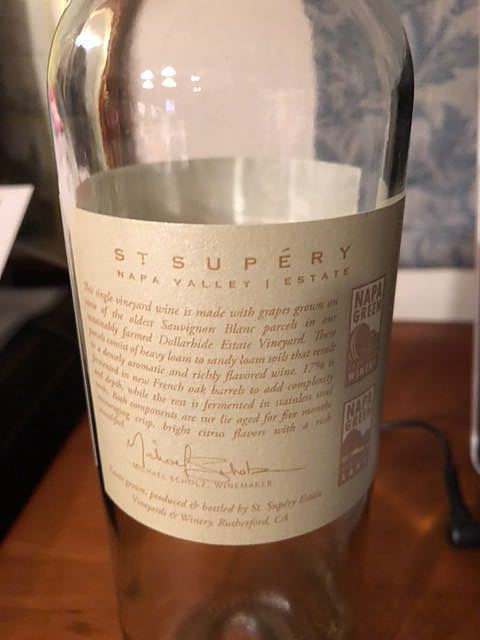 ST SUPÉRY
NAPA VALLEY | ESTATE
This single vineyard wine is made with grapes grown on
some of the oldest Sauvignon Blanc parcels in our
sustainably farmed Dollarhide Estate Vineyard. These
parcels consist of heavy loam to sandy loam soils that result
in a densely aromatic and richly flavored wine. 17% is
fermented in new French oak barrels to add complexity
and depth, while the rest is fermented in stainless steel
tanks. Both components are sur lie aged for five months
crisp, bright citrus flavors with a rich
mouthfeel.
MICHAEL SCHOLZ, WINEMAKER
Estate grown, produced & bottled by St. Supéry Estate
Vineyards & Winery, Rutherford, CA
NAPA
GREEN
WINERY
NAPA
GREEN
LAND